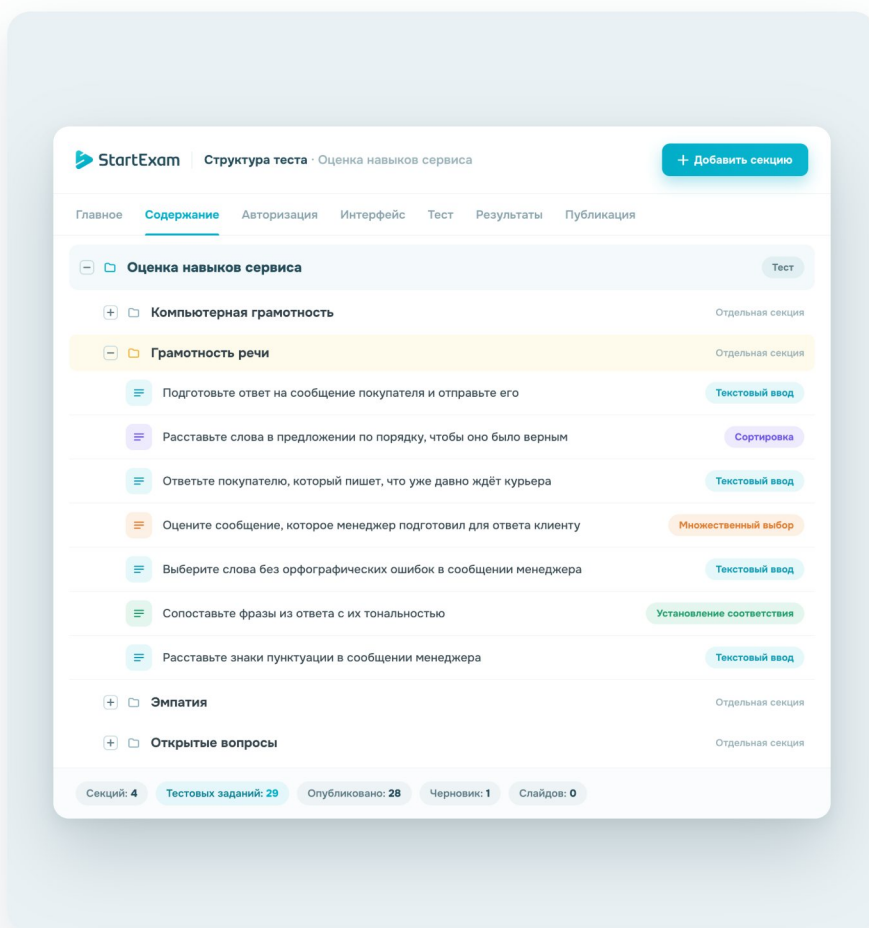 StartExam Структура теста · Оценка навыков сервиса + Добавить секцию
Главное Содержание Авторизация Интерфейс Тест Результаты Публикация
Оценка навыков сервиса Тест
Компьютерная грамотность Отдельная секция
Грамотность речи Отдельная секция
Подготовьте ответ на сообщение покупателя и отправьте его Текстовый ввод
Расставьте слова в предложении по порядку, чтобы оно было верным Сортировка
Ответьте покупателю, который пишет, что уже давно ждёт курьера Текстовый ввод
Оцените сообщение, которое менеджер подготовил для ответа клиенту Множественный выбор
Выберите слова без орфографических ошибок в сообщении менеджера Текстовый ввод
Сопоставьте фразы из ответа с их тональностью Установление соответствия
Расставьте знаки пунктуации в сообщении менеджера Текстовый ввод
Эмпатия Отдельная секция
Открытые вопросы Отдельная секция
Секций: 4 Тестовых заданий: 29 Опубликовано: 28 Черновик: 1 Слайдов: 0